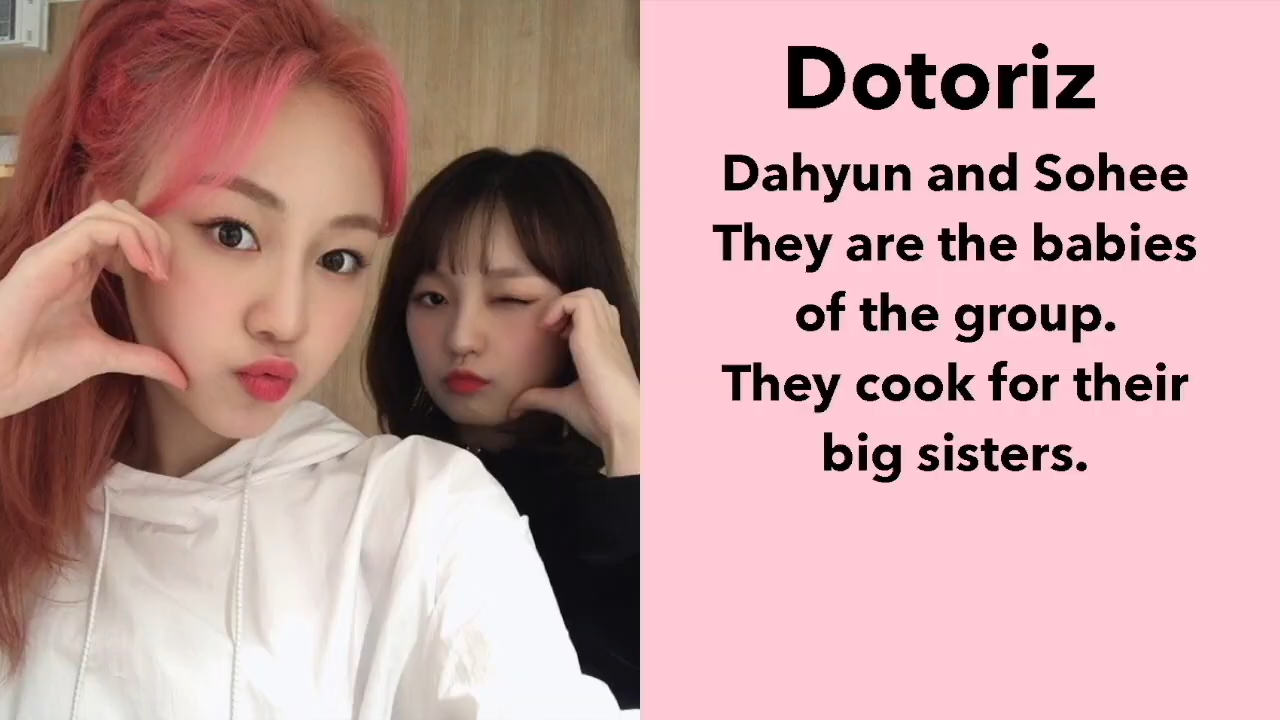 Dotoriz
Dahyun and Sohee
They are the babies
of the group.
They cook for their
big sisters.